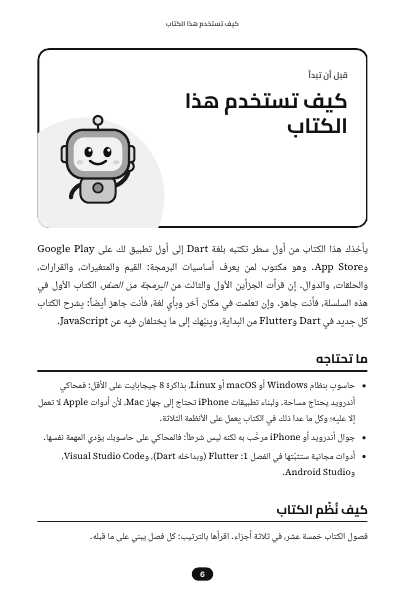 كيف تستخدم هذا الكتاب
قبل أن تبدأ
كيف تستخدم هذا
الكتاب
يأخذك هذا الكتاب من أول سطر تكتبه بلغة Dart إلى أول تطبيق لك على Google Play
وApp Store. وهو مكتوب لمن يعرف أساسيات البرمجة: القيم والمتغيرات، والقرارات،
والحلقات، والدوال. إن قرأت الجزأين الأول والثالث من البرمجة من الصفر، الكتاب الأول في
هذه السلسلة، فأنت جاهز. وإن تعلمت في مكان آخر وبأي لغة، فأنت جاهز أيضاً: يشرح الكتاب
كل جديد في Dart وFlutter من البداية، وينبّهك إلى ما يختلفان فيه عن JavaScript.
ما تحتاجه
• حاسوب بنظام Windows أو macOS أو Linux، بذاكرة 8 جيجابايت على الأقل: فمحاكي
أندرويد يحتاج مساحة. ولبناء تطبيقات iPhone تحتاج إلى جهاز Mac، لأن أدوات Apple لا تعمل
إلا عليه؛ وكل ما عدا ذلك في الكتاب يعمل على الأنظمة الثلاثة.
• جوال أندرويد أو iPhone مرحّب به لكنه ليس شرطاً: فالمحاكي على حاسوبك يؤدي المهمة نفسها.
• أدوات مجانية ستثبّتها في الفصل 1: Flutter (وبداخله Dart)، وVisual Studio Code،
وAndroid Studio.
كيف نُظّم الكتاب
فصول الكتاب خمسة عشر، في ثلاثة أجزاء. اقرأها بالترتيب: كل فصل يبني على ما قبله.
6